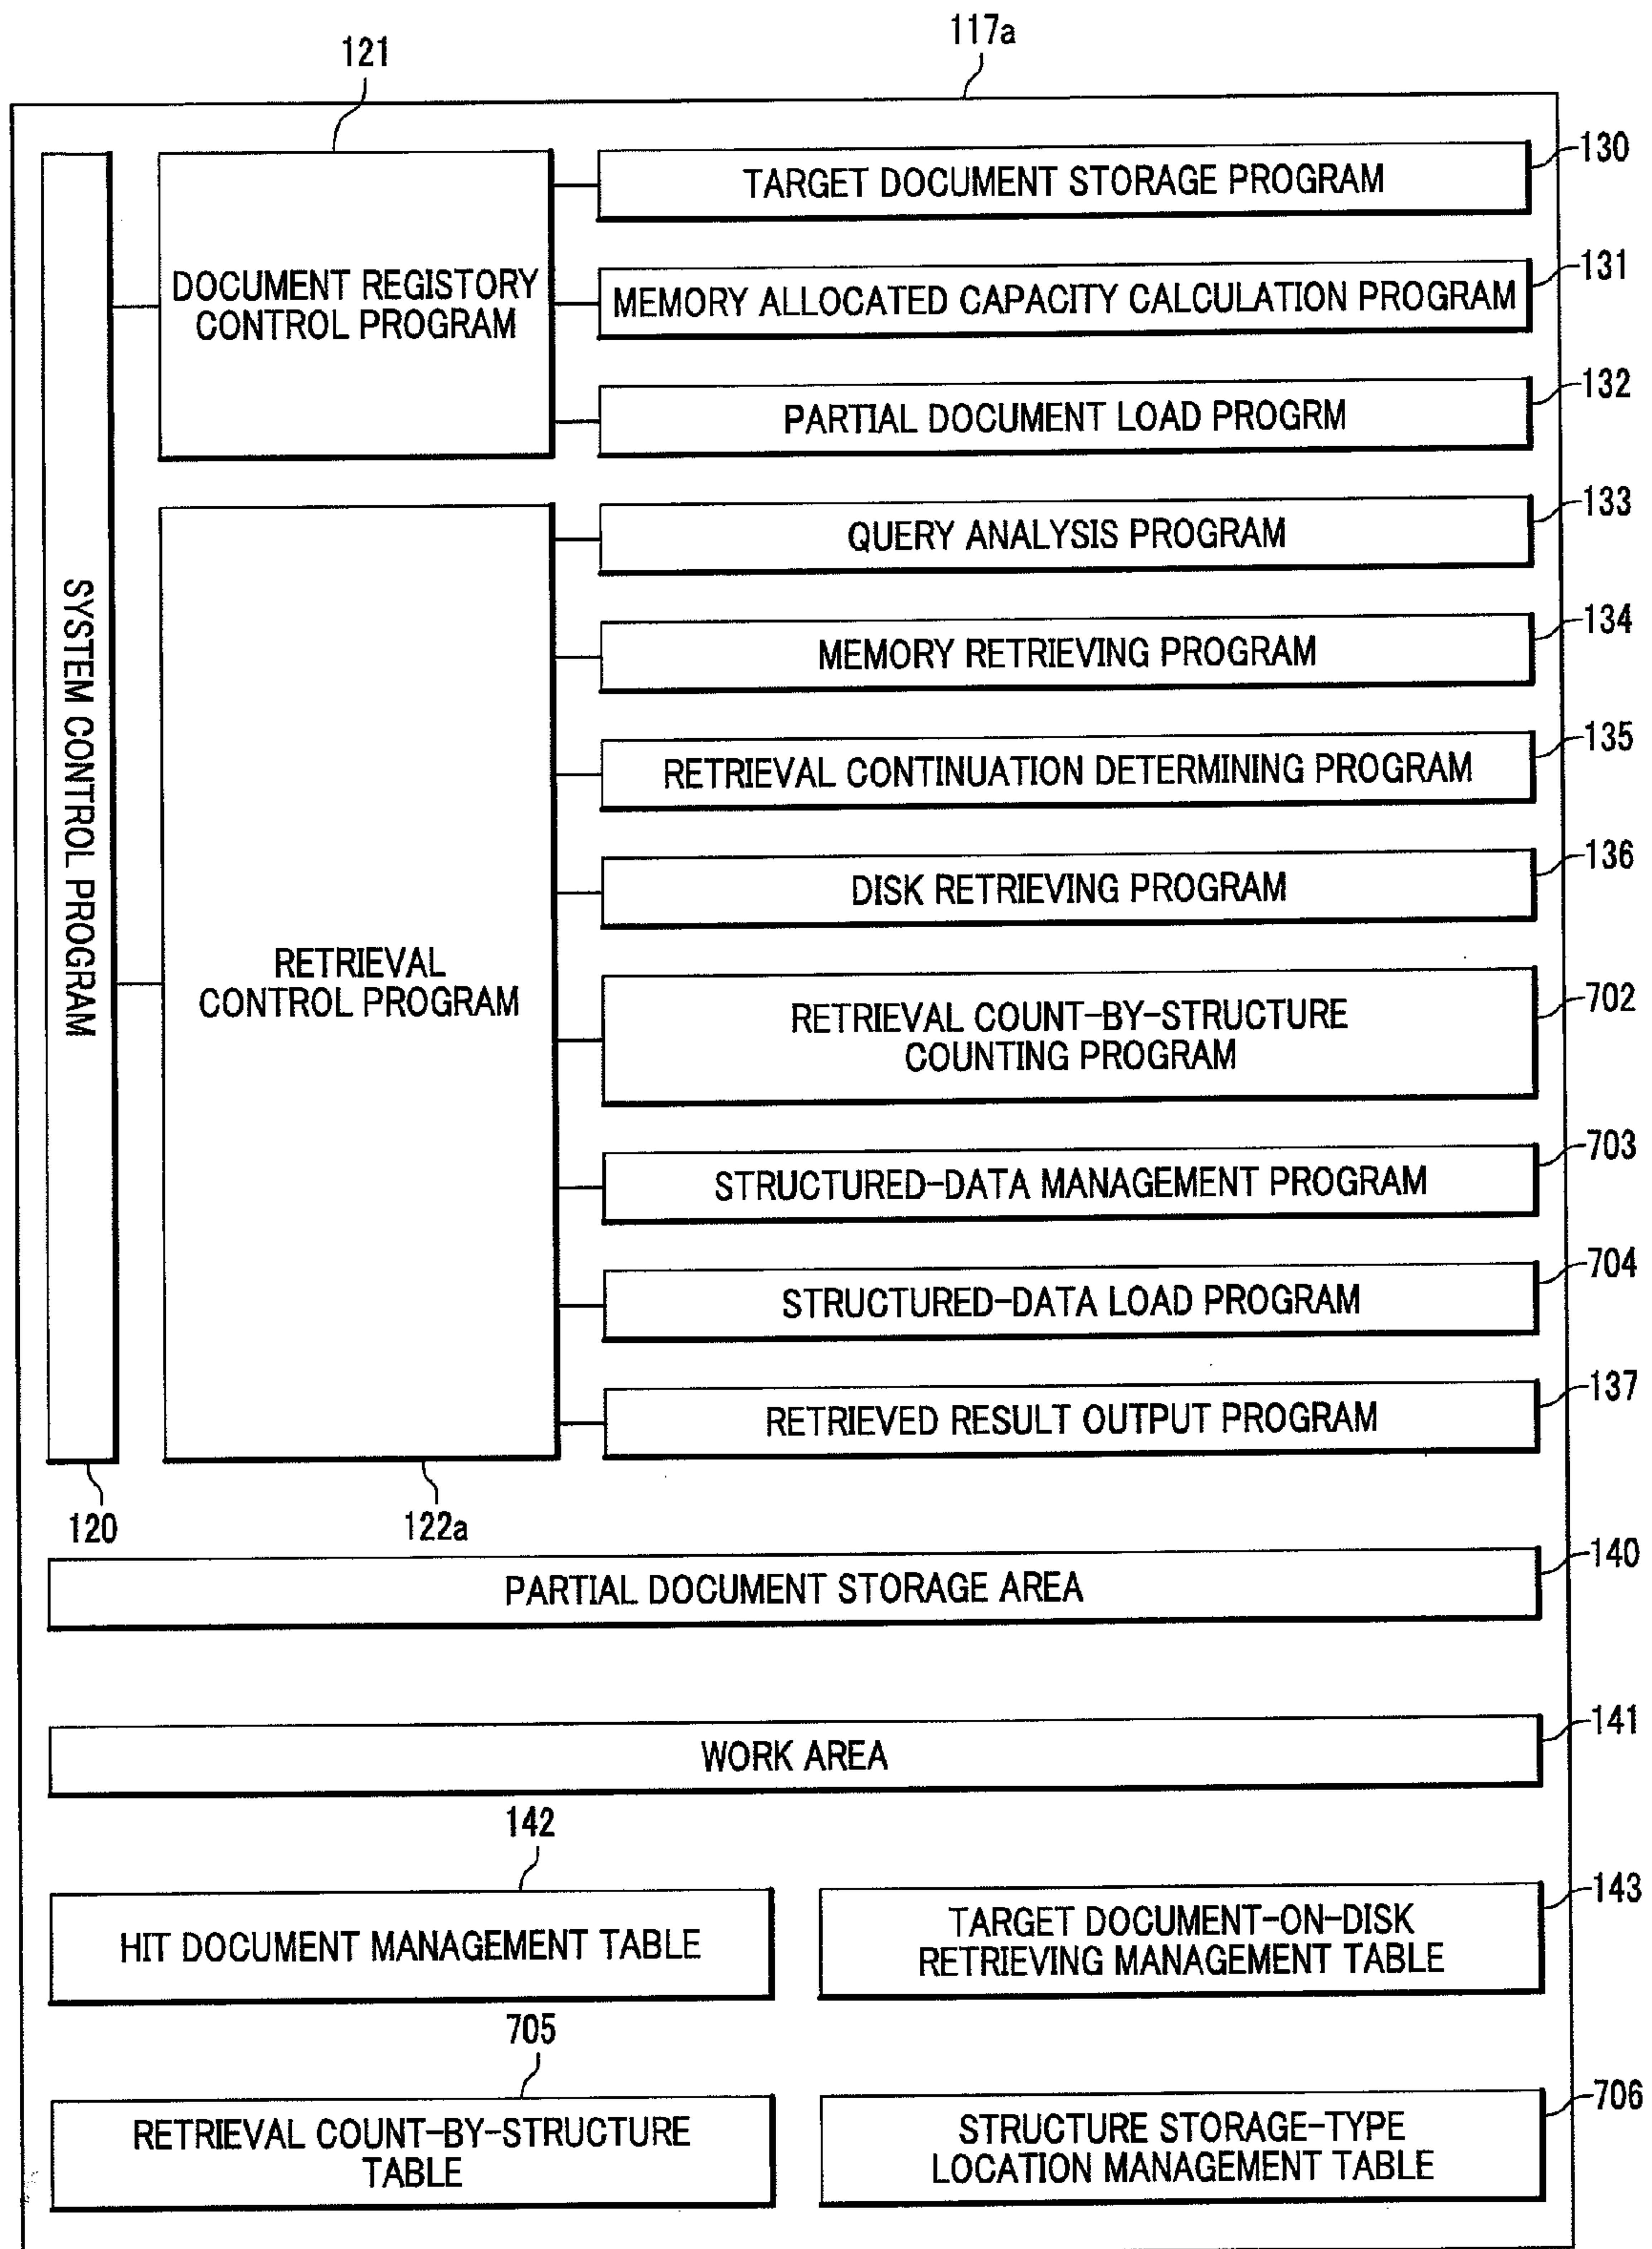 117a
121
130
TARGET DOCUMENT STORAGE PROGRAM
131
DOCUMENT REGISTORY
CONTROL PROGRAM
MEMORY ALLOCATED CAPACITY CALCULATION PROGRAM
132
PARTIAL DOCUMENT LOAD PROGRM
133
QUERY ANALYSIS PROGRAM
134
MEMORY RETRIEVING PROGRAM
135
RETRIEVAL CONTINUATION DETERMINING PROGRAM
136
DISK RETRIEVING PROGRAM
SYSTEM CONTROL PROGRAM
RETRIEVAL
CONTROL PROGRAM
702
RETRIEVAL COUNT-BY-STRUCTURE
COUNTING PROGRAM
703
STRUCTURED-DATA MANAGEMENT PROGRAM
704
STRUCTURED-DATA LOAD PROGRAM
137
RETRIEVED RESULT OUTPUT PROGRAM
120
122a
140
PARTIAL DOCUMENT STORAGE AREA
141
WORK AREA
142
143
HIT DOCUMENT MANAGEMENT TABLE
TARGET DOCUMENT-ON-DISK
RETRIEVING MANAGEMENT TABLE
705
706
RETRIEVAL COUNT-BY-STRUCTURE
TABLE
STRUCTURE STORAGE-TYPE
LOCATION MANAGEMENT TABLE